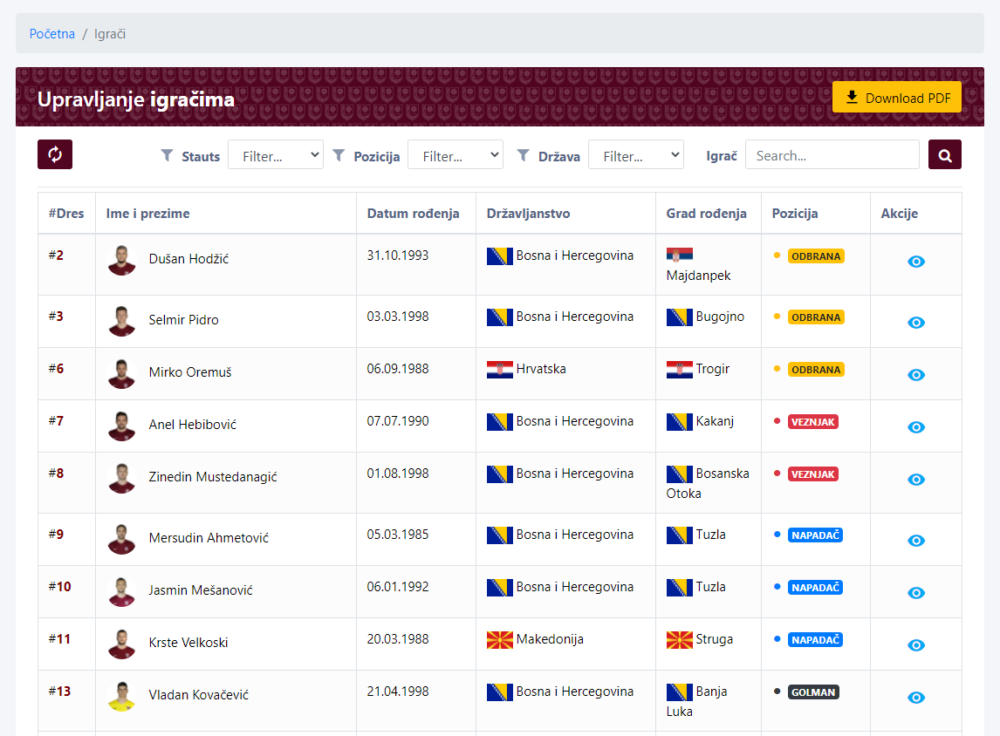 Početna / Igrači
Upravljanje igračima
Download PDF
Stauts Filter... Pozicija Filter... Država Filter... Igrač Search...
#Dres Ime i prezime Datum rođenja Državljanstvo Grad rođenja Pozicija Akcije
#2 Dušan Hodžić 31.10.1993 Bosna i Hercegovina Majdanpek ODBRANA
#3 Selmir Pidro 03.03.1998 Bosna i Hercegovina Bugojno ODBRANA
#6 Mirko Oremuš 06.09.1988 Hrvatska Trogir ODBRANA
#7 Anel Hebibović 07.07.1990 Bosna i Hercegovina Kakanj VEZNJAK
#8 Zinedin Mustedanagić 01.08.1998 Bosna i Hercegovina Bosanska Otoka VEZNJAK
#9 Mersudin Ahmetović 05.03.1985 Bosna i Hercegovina Tuzla NAPADAČ
#10 Jasmin Mešanović 06.01.1992 Bosna i Hercegovina Tuzla NAPADAČ
#11 Krste Velkoski 20.03.1988 Makedonija Struga NAPADAČ
#13 Vladan Kovačević 21.04.1998 Bosna i Hercegovina Banja Luka GOLMAN